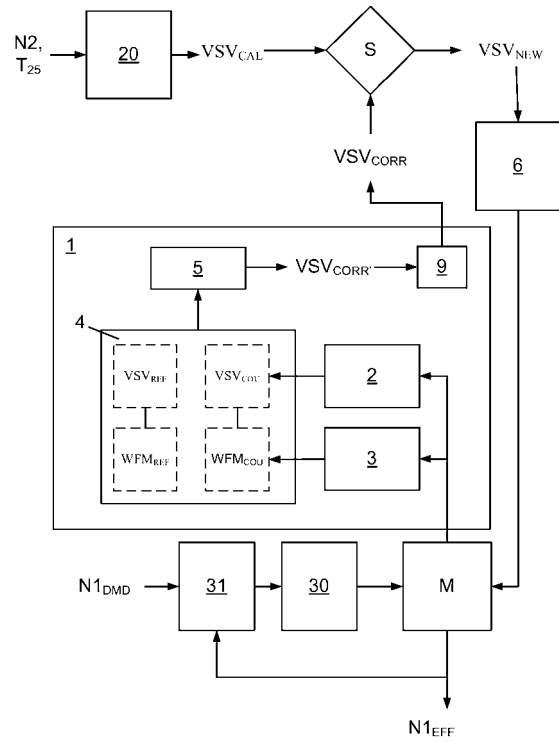 N2,
T25
20
VSVCAL
S
VSVNEW
6
VSVCORR
1
5
VSVCORR'
9
4
VSVREF
VSVCOU
2
WFMREF
WFMCOU
3
N1DMD
31
30
M
N1EFF